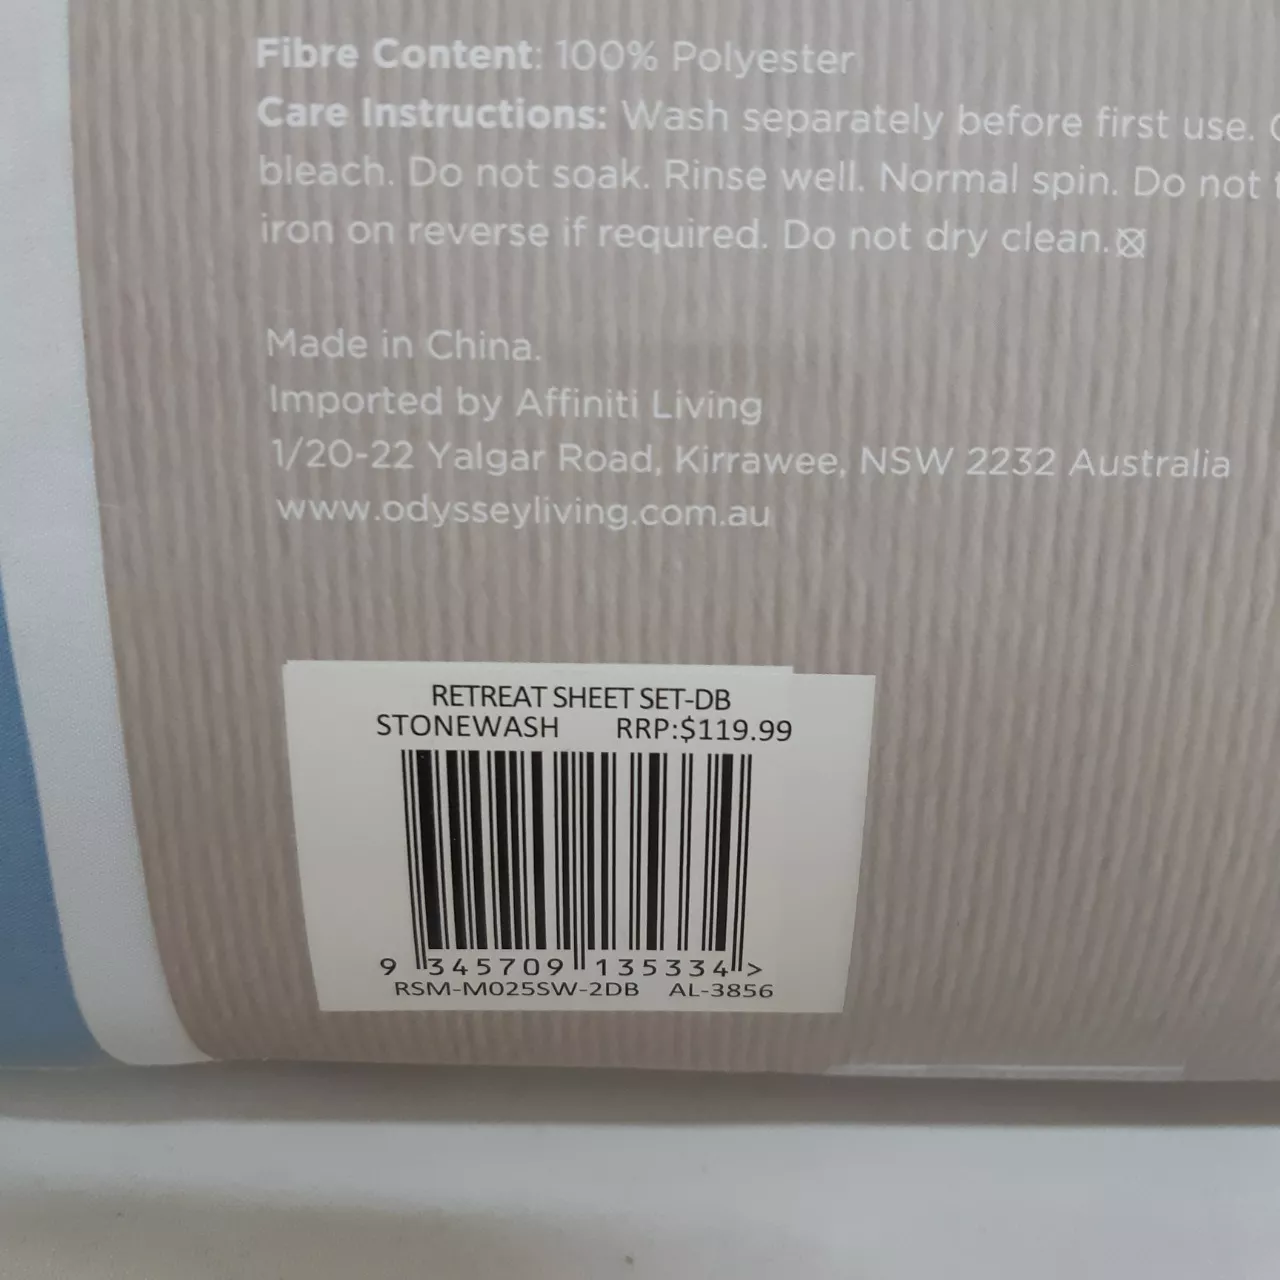 Fibre Content: 100% Polyester
Care Instructions: Wash separately before first use.
bleach. Do not soak. Rinse well. Normal spin. Do not
iron on reverse if required. Do not dry clean.
Made in China.
Imported by Affiniti Living
1/20-22 Yalgar Road, Kirrawee, NSW 2232 Australia
www.odysseyliving.com.au
RETREAT SHEET SET-DB
STONEWASH RRP:$119.99
9 345709 135334 >
RSM-M025SW-2DB AL-3856